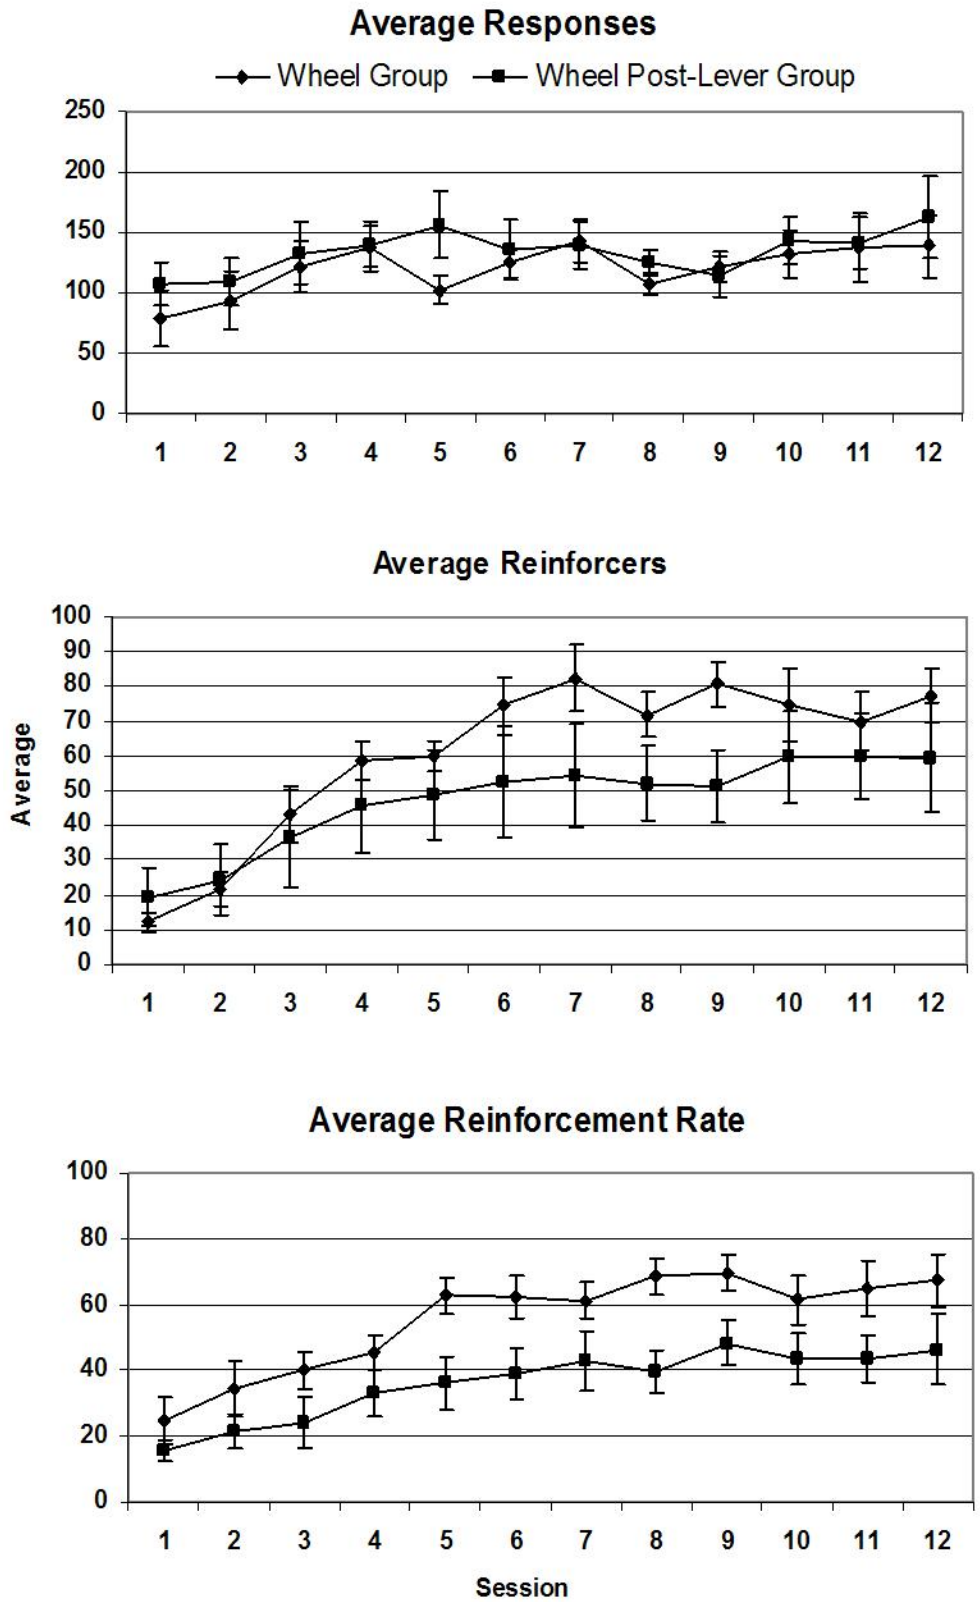 Average Responses
Wheel Group Wheel Post-Lever Group
250
200
150
100
50
0
1 2 3 4 5 6 7 8 9 10 11 12
Average Reinforcers
100
90
80
70
60
50
40
30
20
10
0
Average
1 2 3 4 5 6 7 8 9 10 11 12
Average Reinforcement Rate
100
80
60
40
20
0
1 2 3 4 5 6 7 8 9 10 11 12
Session